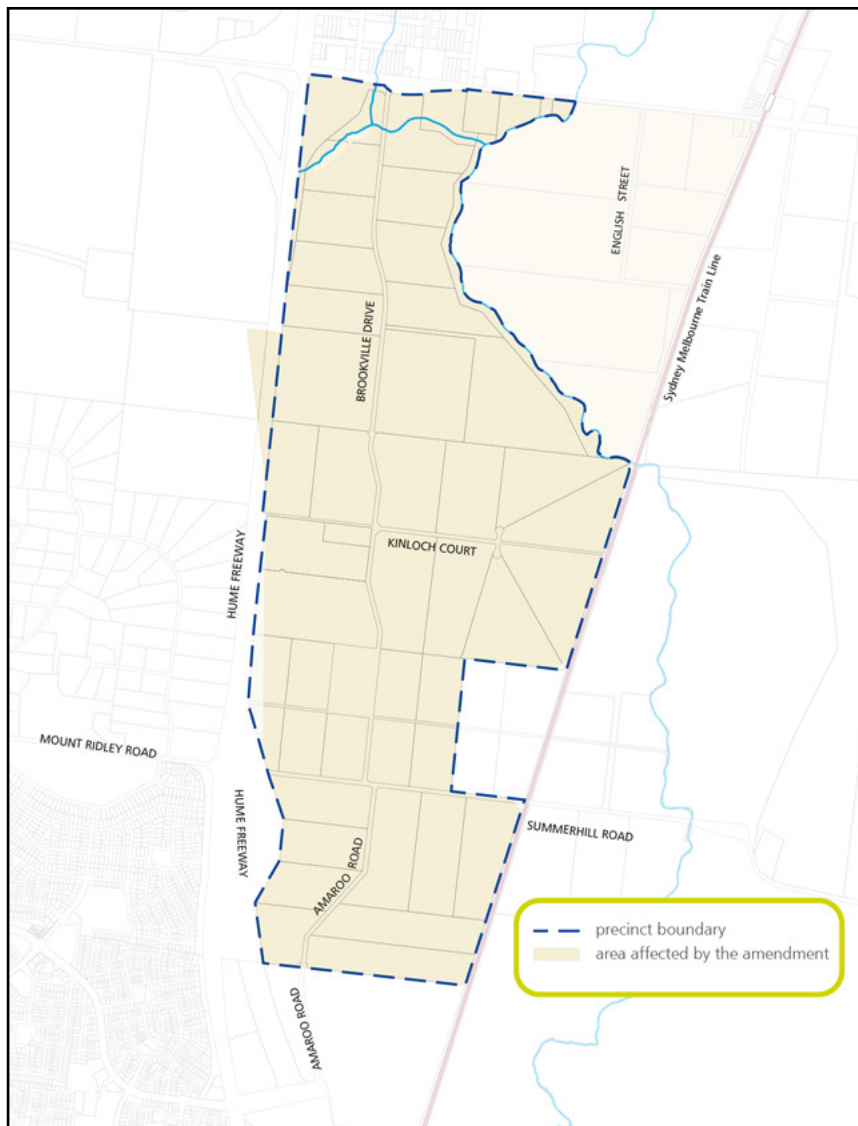 ENGLISH STREET
Sydney Melbourne Train Line
BROOKVILLE DRIVE
KINLOCH COURT
HUME FREEWAY
MOUNT RIDLEY ROAD
HUME FREEWAY
SUMMERHILL ROAD
AMAROO ROAD
precinct boundary
area affected by the amendment
AMAROO ROAD